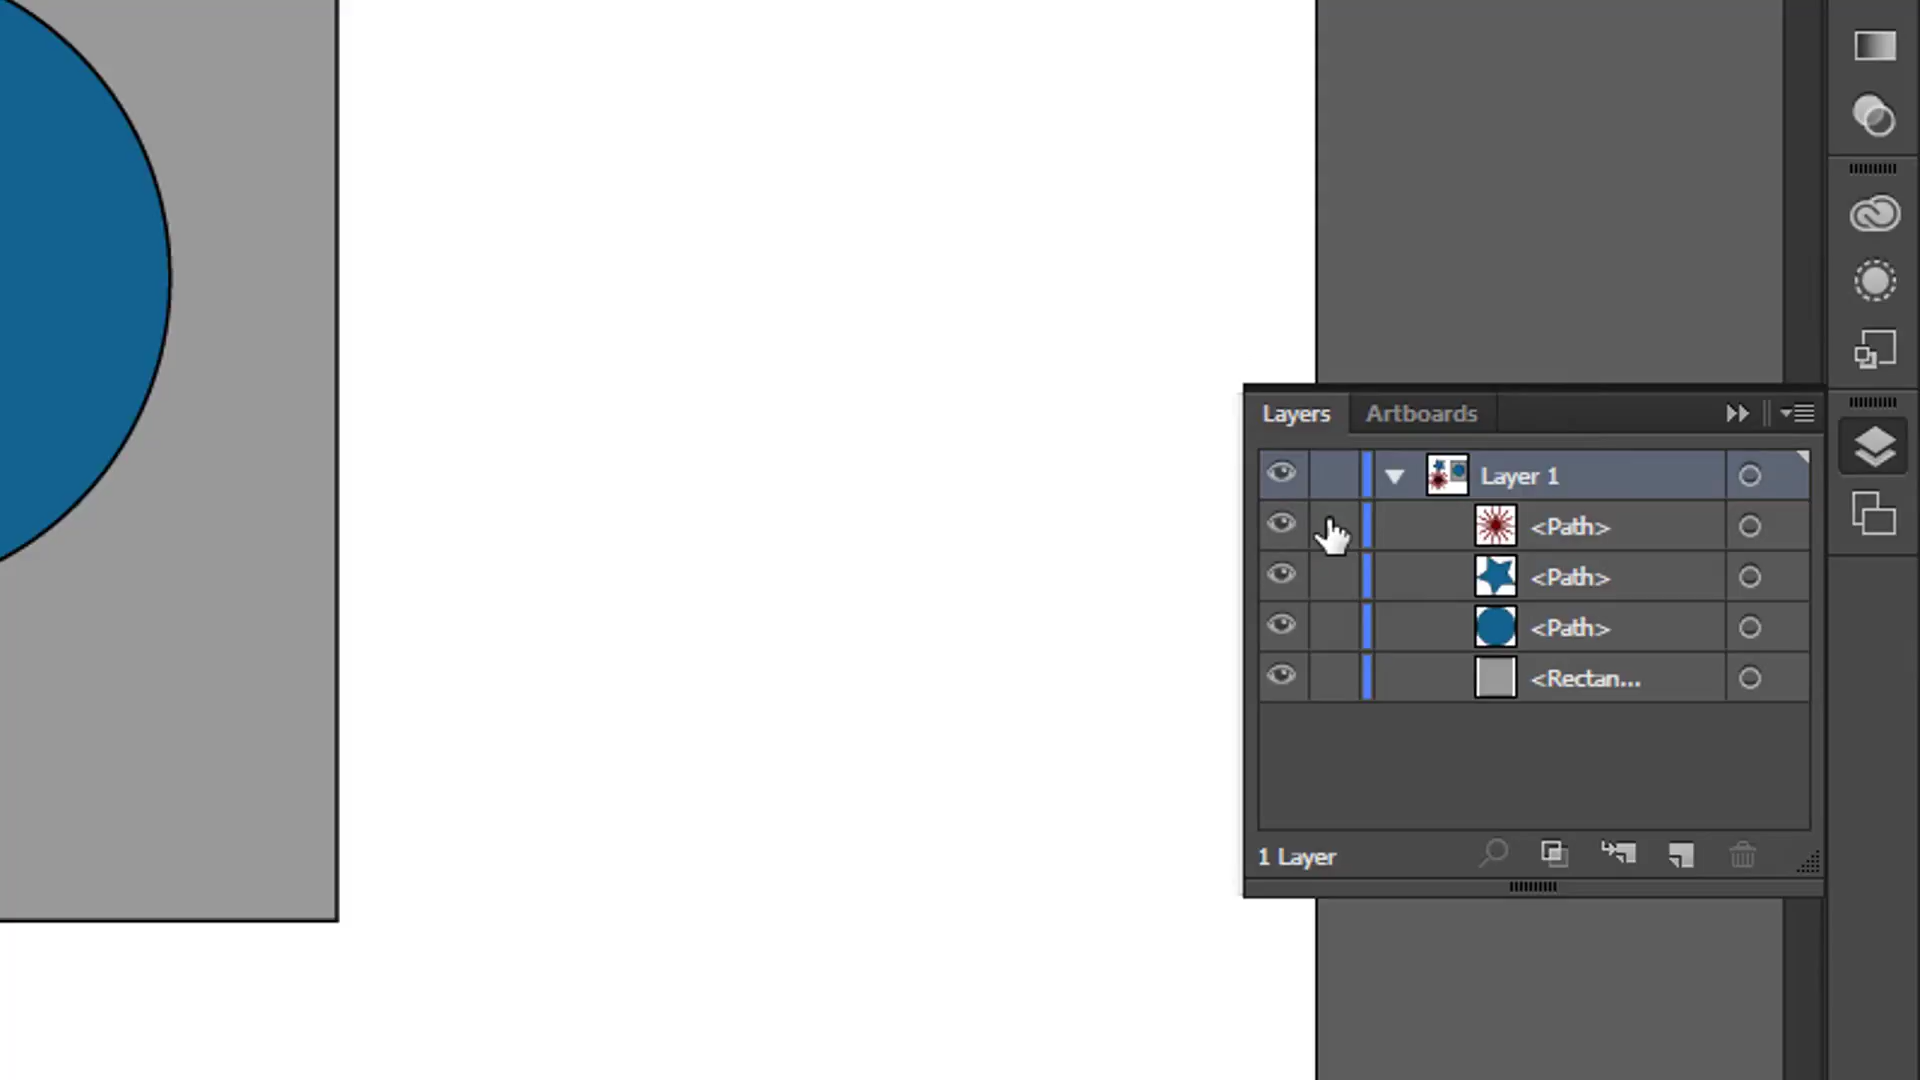 Layers Artboards
Layer 1
<Path>
<Path>
<Path>
<Rectan...
1 Layer